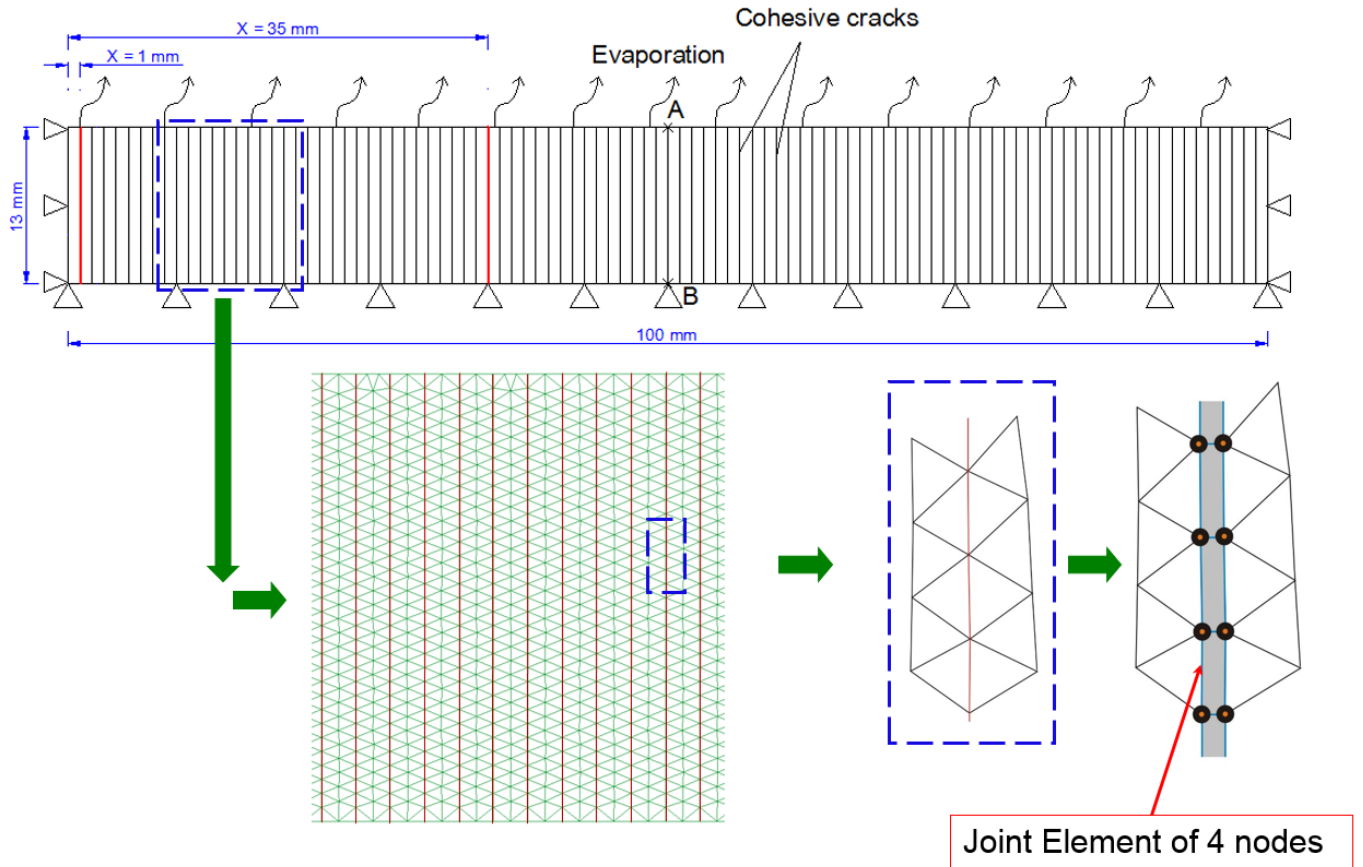 Cohesive cracks
X = 35 mm
X = 1 mm
Evaporation
A
13 mm
B
100 mm
Joint Element of 4 nodes